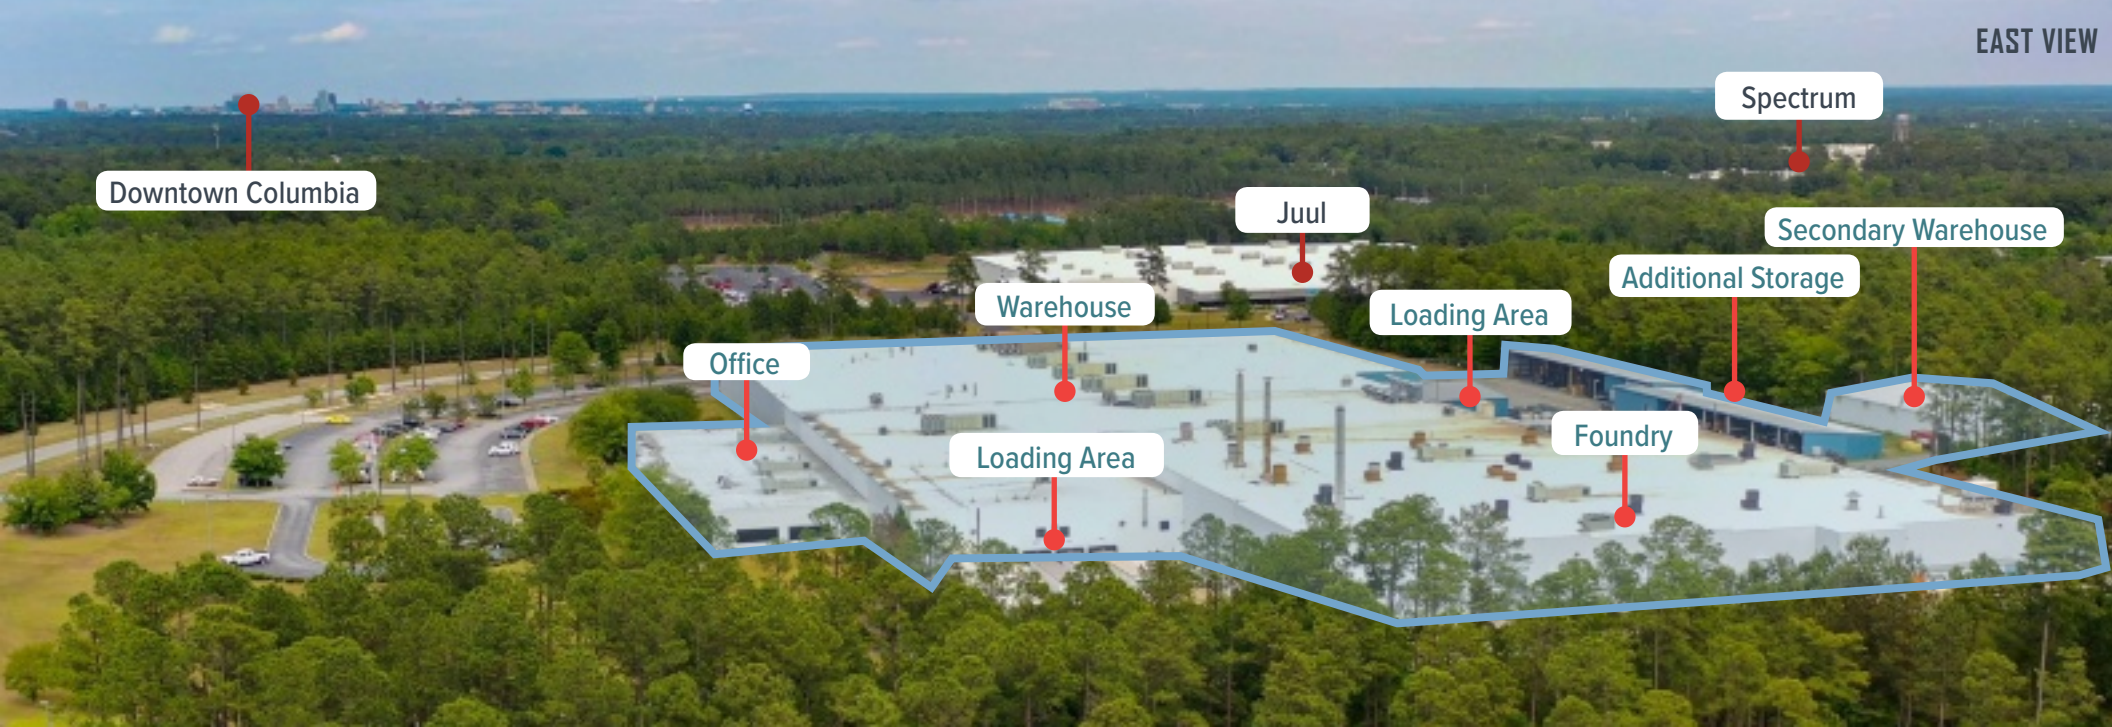 EAST VIEW
Spectrum
Downtown Columbia
Juul
Secondary Warehouse
Additional Storage
Warehouse
Loading Area
Office
Foundry
Loading Area